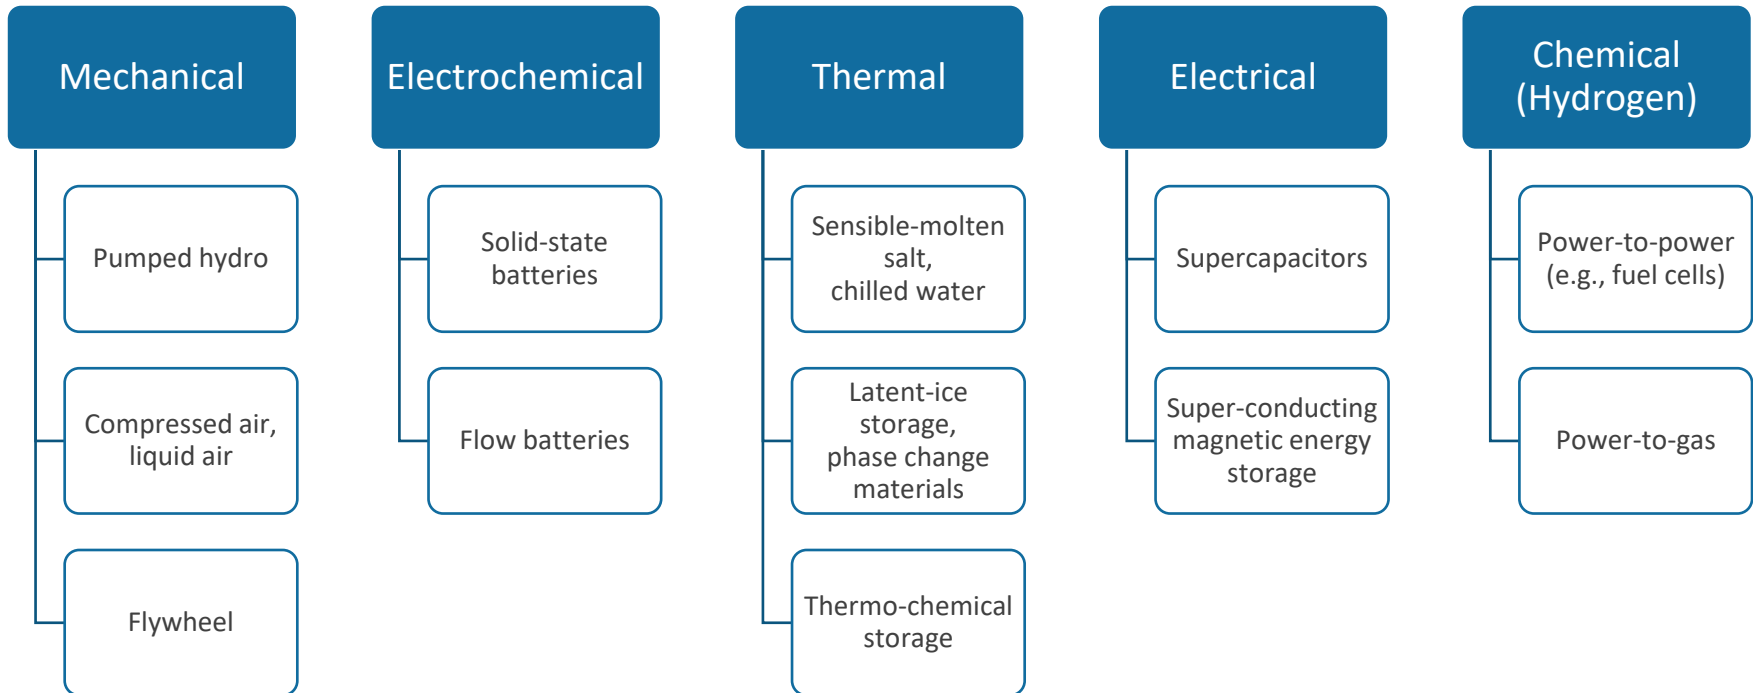 Mechanical
Pumped hydro
Compressed air,
liquid air
Flywheel
Electrochemical
Solid-state
batteries
Flow batteries
Thermal
Sensible-molten
salt,
chilled water
Latent-ice
storage,
phase change
materials
Thermo-chemical
storage
Electrical
Supercapacitors
Super-conducting
magnetic energy
storage
Chemical
(Hydrogen)
Power-to-power
(e.g., fuel cells)
Power-to-gas